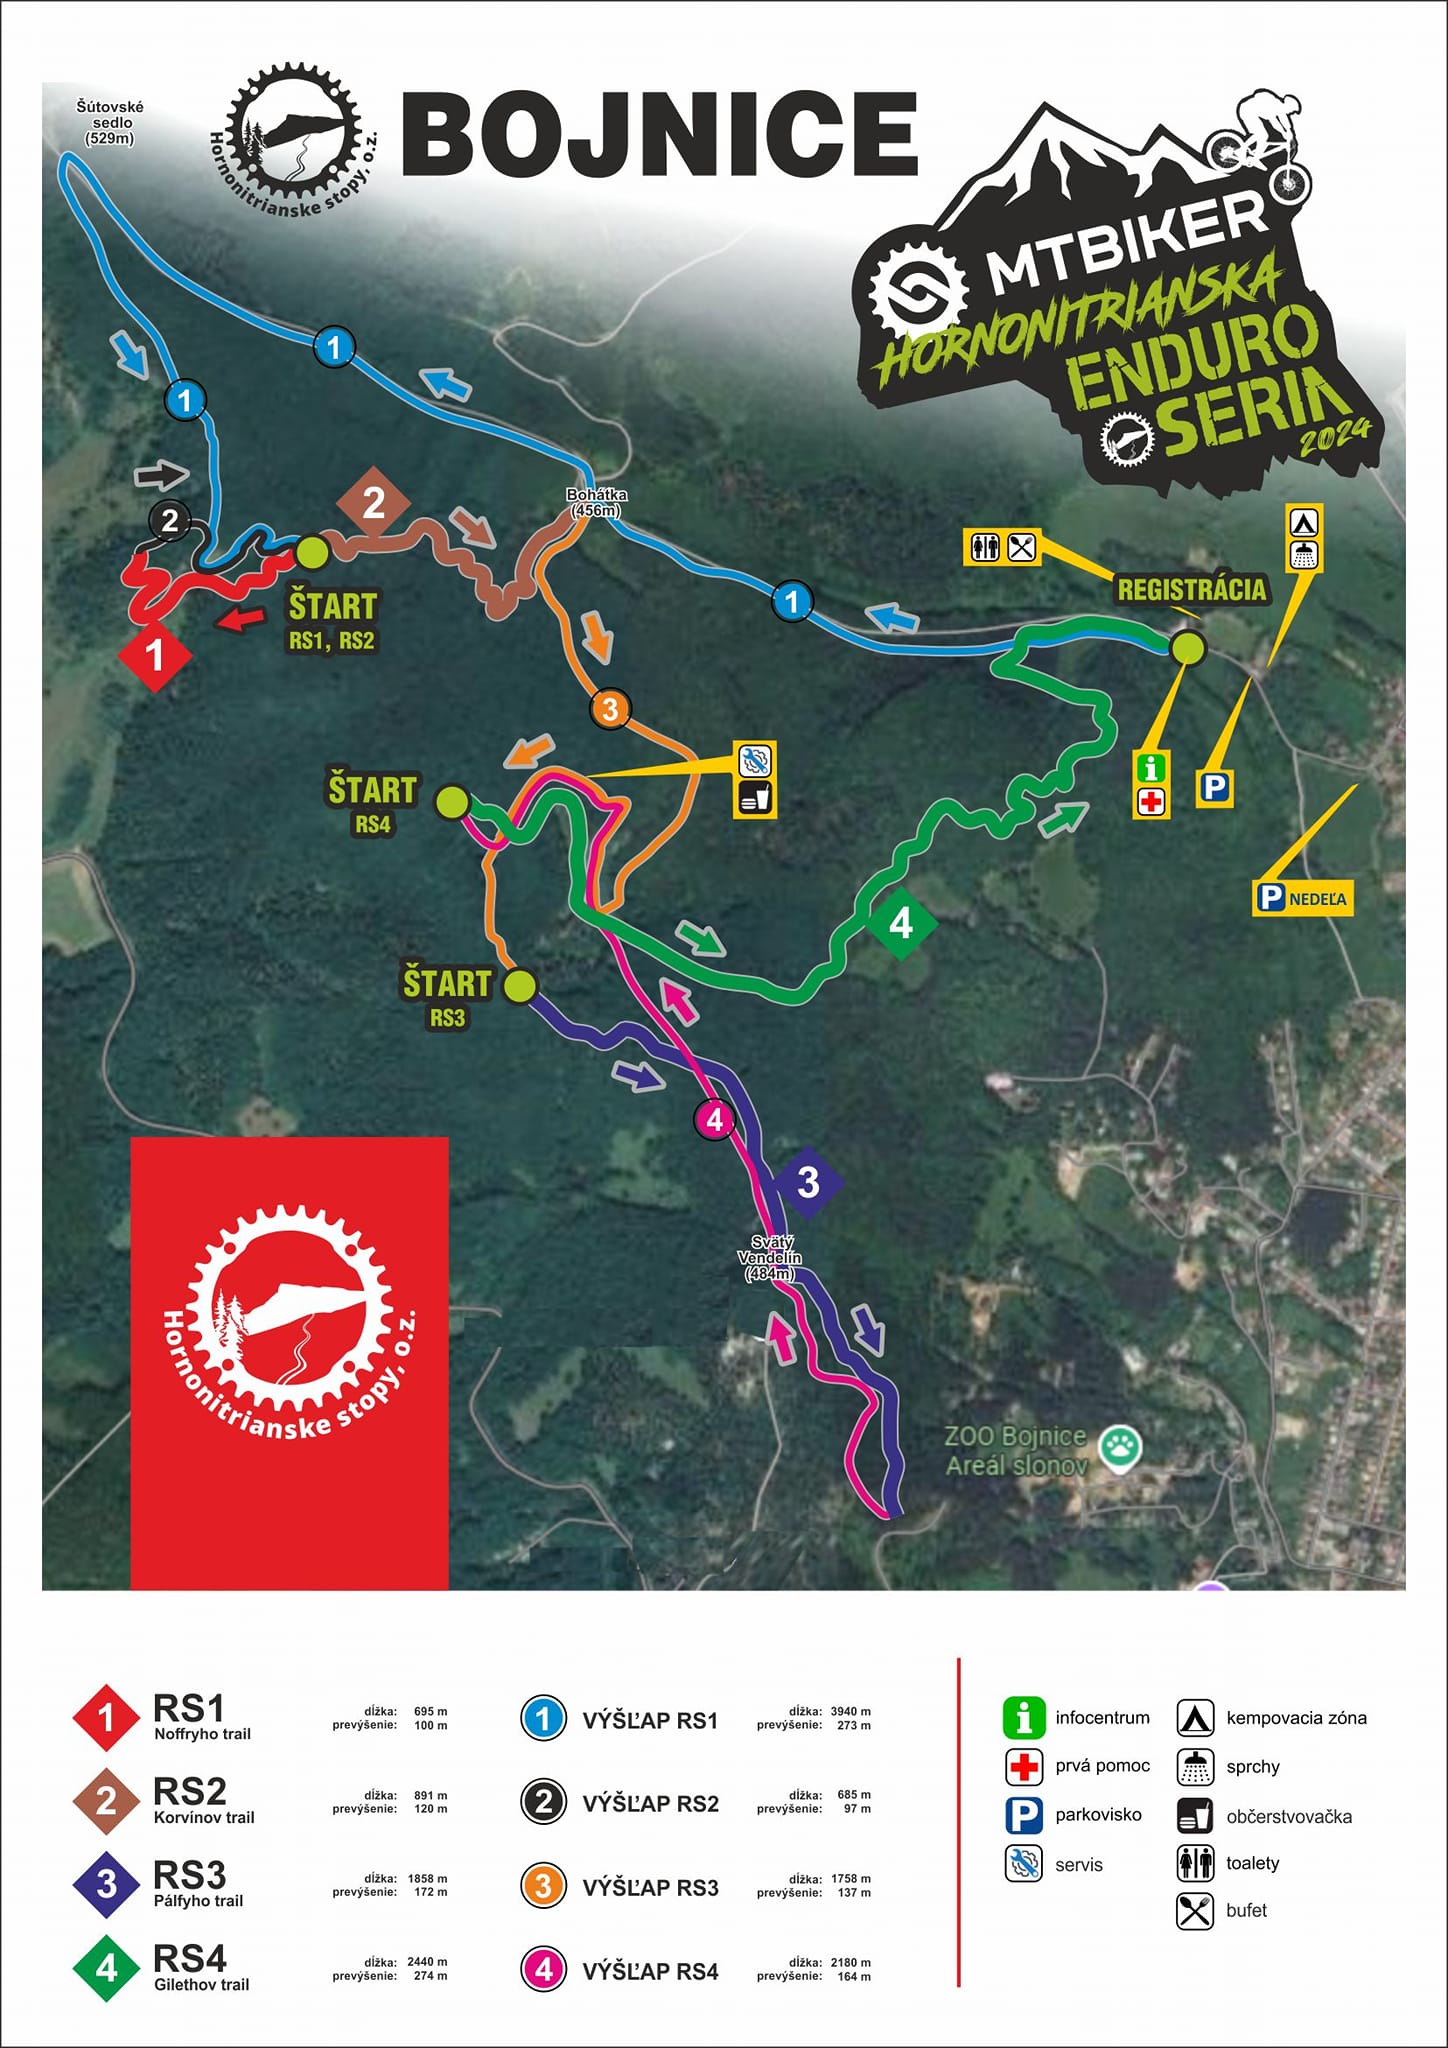 Šútovské
sedlo
(529m)
Hornonitrianske stopy, o.z.
BOJNICE
MTBIKER
HORNONITRIANSKA
ENDURO
SERIA
2024
1
1
2
2
Bohátka
(456m)
ŠTART
RS1, RS2
1
1
REGISTRÁCIA
3
i
P
ŠTART
RS4
P NEDEĽA
4
ŠTART
RS3
4
3
Svätý
Vendelín
(484m)
Hornonitrianske stopy, o.z.
ZOO Bojnice
Areál slonov
1 RS1
Noffryho trail
dĺžka: 695 m
prevýšenie: 100 m
1 VÝŠĽAP RS1
dĺžka: 3940 m
prevýšenie: 273 m
2 RS2
Korvínov trail
dĺžka: 891 m
prevýšenie: 120 m
2 VÝŠĽAP RS2
dĺžka: 685 m
prevýšenie: 97 m
3 RS3
Pálfyho trail
dĺžka: 1858 m
prevýšenie: 172 m
3 VÝŠĽAP RS3
dĺžka: 1758 m
prevýšenie: 137 m
4 RS4
Gilethov trail
dĺžka: 2440 m
prevýšenie: 274 m
4 VÝŠĽAP RS4
dĺžka: 2180 m
prevýšenie: 164 m
i infocentrum
prvá pomoc
P parkovisko
servis
kempovacia zóna
sprchy
občerstvovačka
toalety
bufet